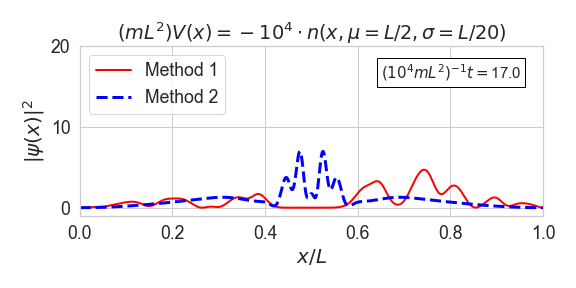 (mL²)V(x) = −10⁴ · n(x, μ = L/2, σ = L/20)
Method 1
Method 2
(10⁴mL²)⁻¹t = 17.0
|ψ(x)|²
20
10
0
0.0 0.2 0.4 0.6 0.8 1.0
x/L